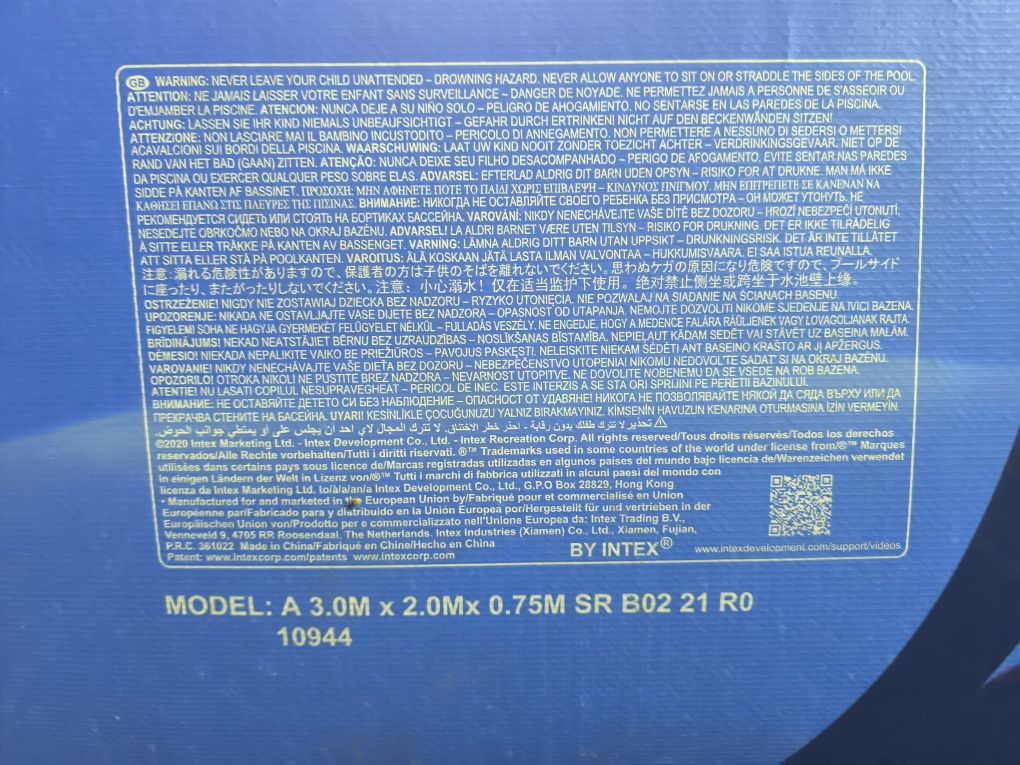 GB WARNING: NEVER LEAVE YOUR CHILD UNATTENDED – DROWNING HAZARD. NEVER ALLOW ANYONE TO SIT ON OR STRADDLE THE SIDES OF THE POOL.
ATTENTION: NE JAMAIS LAISSER VOTRE ENFANT SANS SURVEILLANCE – DANGER DE NOYADE. NE PERMETTEZ JAMAIS A PERSONNE DE S'ASSEOIR OU
D'EMJAMBER LA PISCINE. ATENCION: NUNCA DEJE A SU NIÑO SOLO – PELIGRO DE AHOGAMIENTO. NO SENTARSE EN LAS PAREDES DE LA PISCINA.
ACHTUNG: LASSEN SIE IHR KIND NIEMALS UNBEAUFSICHTIGT – GEFAHR DURCH ERTRINKEN! NICHT AUF DEN BECKENWÄNDEN SITZEN!
ATTENZIONE: NON LASCIARE MAI IL BAMBINO INCUSTODITO – PERICOLO DI ANNEGAMENTO. NON PERMETTERE A NESSUNO DI SEDERSI O METTERSI
ACAVALCIONI SUI BORDI DELLA PISCINA. WAARSCHUWING: LAAT UW KIND NOOIT ZONDER TOEZICHT ACHTER – VERDRINKINGSGEVAAR. NIET OP DE
RAND VAN HET BAD (GAAN) ZITTEN. ATENÇÃO: NUNCA DEIXE SEU FILHO DESACOMPANHADO – PERIGO DE AFOGAMENTO. EVITE SENTAR NAS PAREDES
DA PISCINA OU EXERCER QUALQUER PESO SOBRE ELAS. ADVARSEL: EFTERLAD ALDRIG DIT BARN UDEN OPSYN – RISIKO FOR AT DRUKNE. MAN MÅ IKKE
SIDDE PÅ KANTEN AF BASSINET. ΠΡΟΣΟΧΗ: ΜΗΝ ΑΦΗΝΕΤΕ ΠΟΤΕ ΤΟ ΠΑΙΔΙ ΧΩΡΙΣ ΕΠΙΒΛΕΨΗ – ΚΙΝΔΥΝΟΣ ΠΝΙΓΜΟΥ. ΜΗΝ ΕΠΙΤΡΕΠΕΤΕ ΣΕ ΚΑΝΕΝΑΝ ΝΑ
ΚΑΘΗΣΕΙ ΕΠΑΝΩ ΣΤΙΣ ΠΛΕΥΡΕΣ ΤΗΣ ΠΙΣΙΝΑΣ. ВНИМАНИЕ: НИКОГДА НЕ ОСТАВЛЯЙТЕ СВОЕГО РЕБЕНКА БЕЗ ПРИСМОТРА – ОН МОЖЕТ УТОНУТЬ. НЕ
РЕКОМЕНДУЕТСЯ СИДЕТЬ ИЛИ СТОЯТЬ НА БОРТИКАХ БАССЕЙНА. VAROVÁNÍ: NIKDY NENECHÁVEJTE VAŠE DÍTĚ BEZ DOZORU – HROZÍ NEBEZPEČÍ UTONUTÍ.
NESEDEJTE OBKROČMO NEBO NA OKRAJ BAZÉNU. ADVARSEL! LA ALDRI BARNET VÆRE UTEN TILSYN – RISIKO FOR DRUKNING. DET ER IKKE TILRÅDELIG
Å SITTE ELLER TRÅKKE PÅ KANTEN AV BASSENGET. VARNING: LÄMNA ALDRIG DITT BARN UTAN UPPSIKT – DRUNKNINGSRISK. DET ÄR INTE TILLÅTET
ATT SITTA ELLER STÅ PÅ POOLKANTEN. VAROITUS: ÄLÄ KOSKAAN JÄTÄ LASTA ILMAN VALVONTAA – HUKKUMISVAARA. EI SAA ISTUA REUNALLA.
注意: 溺れる危険性がありますので、保護者の方は子供のそばを離れないでください。思わぬケガの原因になり危険ですので、プールサイド
に座ったり、またがったりしないでください。注意：小心溺水！仅在适当监护下使用。绝对禁止侧坐或跨坐于水池壁上缘。
OSTRZEŻENIE! NIGDY NIE ZOSTAWIAJ DZIECKA BEZ NADZORU – RYZYKO UTONIĘCIA. NIE POZWALAJ NA SIADANIE NA ŚCIANACH BASENU.
UPOZORENJE: NIKADA NE OSTAVLJAJTE VAŠE DIJETE BEZ NADZORA – OPASNOST OD UTAPANJA. NEMOJTE DOZVOLITI NIKOME SJEDENJE NA IVICI BAZENA.
FIGYELEM! SOHA NE HAGYJA GYERMEKÉT FELÜGYELET NÉLKÜL – FULLADÁS VESZÉLY. NE ENGEDJE, HOGY A MEDENCE FALÁRA RÁÜLJENEK VAGY LOVAGOLJANAK RAJTA.
BRĪDINĀJUMS! NEKAD NEATSTĀJIET BĒRNU BEZ UZRAUDZĪBAS – NOSLĪKŠANAS BĪSTAMĪBA. NEPIEĻAUT KĀDAM SĒDĒT VAI STĀVĒT UZ BASEINA MALĀM.
DĖMESIO! NIEKADA NEPALIKITE VAIKO BE PRIEŽIŪROS – PAVOJUS PASKĘSTI. NELEISKITE NIEKAM SĖDĖTI ANT BASEINO KRAŠTO AR JĮ APŽERGUS.
VAROVANIE! NIKDY NENECHÁVAJTE VAŠE DIEŤA BEZ DOZORU – NEBEZPEČENSTVO UTOPENIA! NIKOMU NEDOVOĽTE SADAŤ SI NA OKRAJ BAZÉNU.
OPOZORILO! OTROKA NIKOLI NE PUSTITE BREZ NADZORA – NEVARNOST UTOPITVE. NE DOVOLITE NOBENEMU DA SE VSEDE NA ROB BAZENA.
ATENTIE! NU LASATI COPILUL NESTPRAVEGHEAT – PERICOL DE INEC. ESTE INTERZIS A SE STA ORI SPRIJINI PE PERETII BAZINULUI.
ВНИМАНИЕ: НЕ ОСТАВЯЙТЕ ДЕТЕТО СИ БЕЗ НАБЛЮДЕНИЕ – ОПАСНОСТ ОТ УДАВЯНЕ! НИКОГА НЕ ПОЗВОЛЯВАЙТЕ НЯКОЙ ДА СЯДА ВЪРХУ ИЛИ ДА
ПРЕКРАЧВА СТЕНИТЕ НА БАСЕЙНА. UYARI! KESİNLİKLE ÇOCUĞUNUZU YALNIZ BIRAKMAYINIZ. KİMSENİN HAVUZUN KENARINA OTURMASINA İZİN VERMEYİN.
⚠ تحذير لا تترك طفلك بدون رقابة - احذر خطر الاختناق. لا تترك المجال لاي احد أن يجلس على او يمتطي جوانب الحوض.
©2020 Intex Marketing Ltd. - Intex Development Co., Ltd. - Intex Recreation Corp. All rights reserved/Tous droits réservés/Todos los derechos
reservados/Alle Rechte vorbehalten/Tutti i diritti riservati. ®™ Trademarks used in some countries of the world under license from/®™ Marques
utilisées dans certains pays sous licence de/Marcas registradas utilizadas en algunos países del mundo bajo licencia de/Warenzeichen verwendet
in einigen Ländern der Welt in Lizenz von/®™ Tutti i marchi di fabbrica utilizzati in alcuni paesi del mondo con
licenza da Intex Marketing Ltd. to/à/a/an/a Intex Development Co., Ltd., G.P.O Box 28829, Hong Kong
• Manufactured for and marketed in European Union by/Fabriqué pour et commercialisé en Union
Européenne par/Fabricado para y distribuido en la Unión Europea por/Hergestellt für und vertrieben in der
Europäischen Union von/Prodotto per e commercializzato nell'Unione Europea da: Intex Trading B.V.,
Venneveld 9, 4705 RR Roosendaal, The Netherlands. Intex Industries (Xiamen) Co., Ltd., Xiamen, Fujian,
P.R.C. 361022 Made in China/Fabriqué en Chine/Hecho en China
Patent: www.intexcorp.com/patents www.intexcorp.com
BY INTEX®
www.intexdevelopment.com/support/videos
MODEL: A 3.0M x 2.0Mx 0.75M SR B02 21 R0
10944